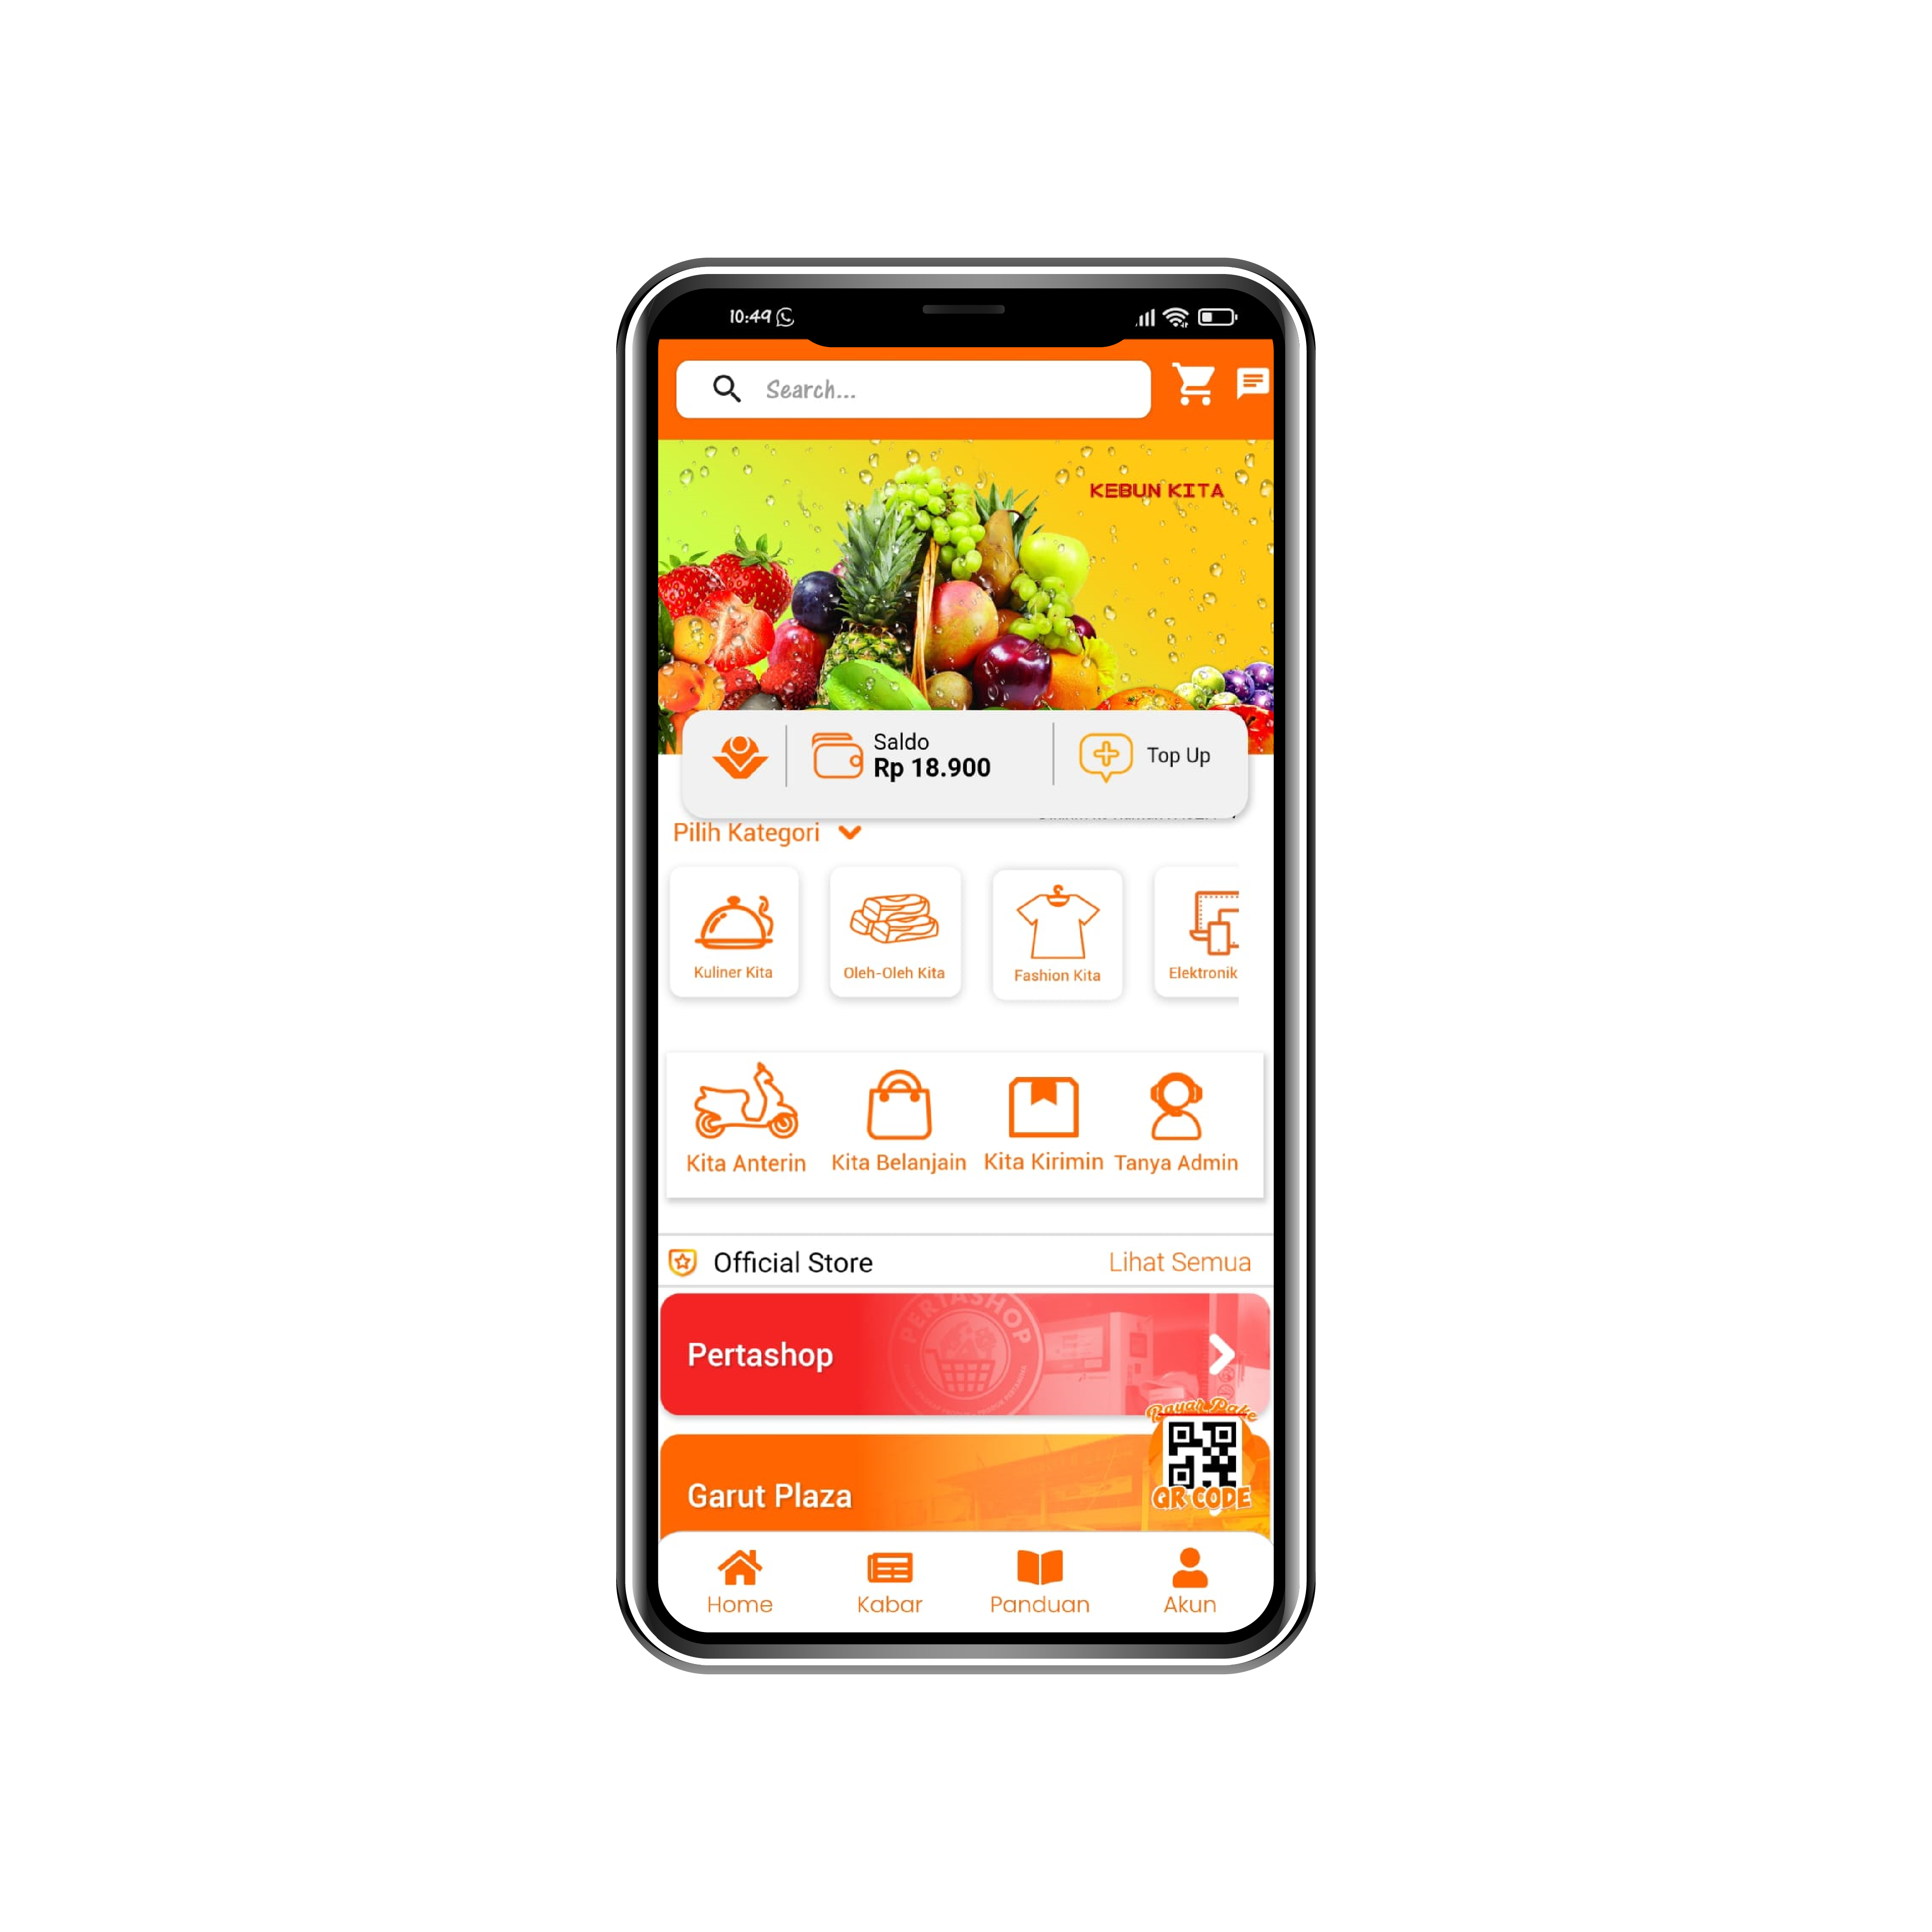 10:49
Search...
KEBUN KITA
Saldo
Rp 18.900
Top Up
Pilih Kategori
Kuliner Kita
Oleh-Oleh Kita
Fashion Kita
Elektronik
Kita Anterin
Kita Belanjain
Kita Kirimin
Tanya Admin
Official Store
Lihat Semua
PERTASHOP
Pertashop
Bayar Pake
QR CODE
Garut Plaza
Home
Kabar
Panduan
Akun